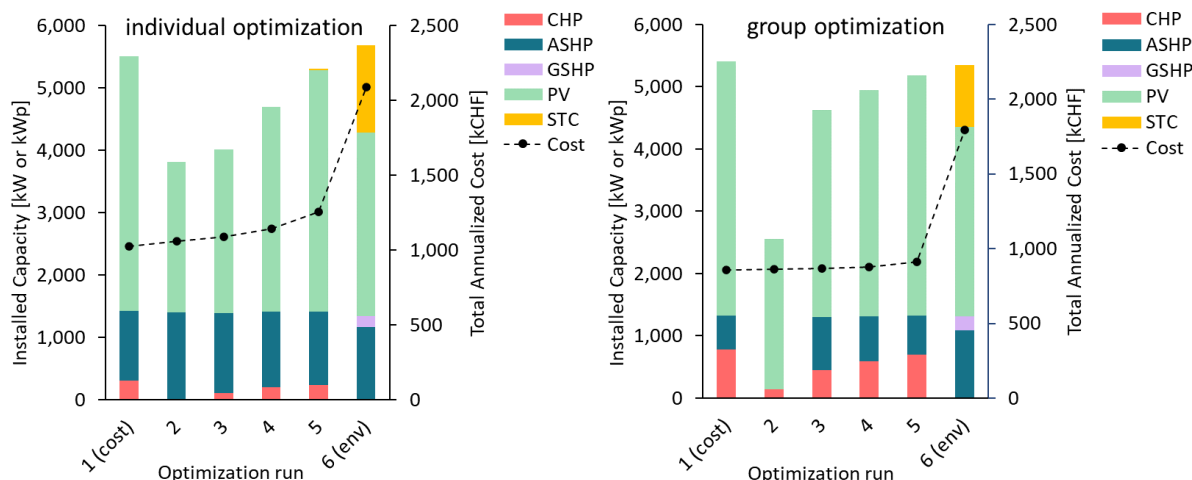 individual optimization
Installed Capacity [kW or kWp]
6,000
5,000
4,000
3,000
2,000
1,000
0
2,500
2,000
1,500
1,000
500
0
Total Annualized Cost [kCHF]
1 (cost)
2
3
4
5
6 (env)
Optimization run
CHP
ASHP
GSHP
PV
STC
Cost
group optimization
Installed Capacity [kW or kWp]
6,000
5,000
4,000
3,000
2,000
1,000
0
2,500
2,000
1,500
1,000
500
0
Total Annualized Cost [kCHF]
1 (cost)
2
3
4
5
6 (env)
Optimization run
CHP
ASHP
GSHP
PV
STC
Cost